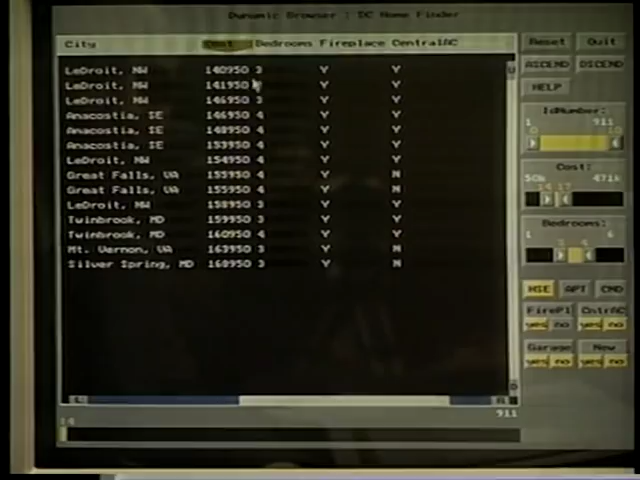 Dynamic Browser : DC Home Finder
City Cost Bedrooms Fireplace CentralAC
LeDroit, NW 140950 3 Y Y
LeDroit, NW 141950 Y Y
LeDroit, NW 146950 3 Y Y
Anacostia, SE 146950 4 Y Y
Anacostia, SE 148950 4 Y Y
Anacostia, SE 153950 4 Y Y
LeDroit, NW 154950 4 Y Y
Great Falls, VA 155950 4 Y N
Great Falls, VA 155950 4 Y N
LeDroit, NW 158950 3 Y Y
Twinbrook, MD 159950 3 Y Y
Twinbrook, MD 160950 4 Y Y
Mt. Vernon, VA 163950 3 Y N
Silver Spring, MD 168950 3 Y N
911
14
Reset Quit
ASCEND DSCEND
HELP
IdNumber:
1 911
Cost:
50k 471k
Bedrooms:
1 6
3 4
HSE APT CND
FirePl CntrAC
yes no yes no
Garage New
yes no yes no